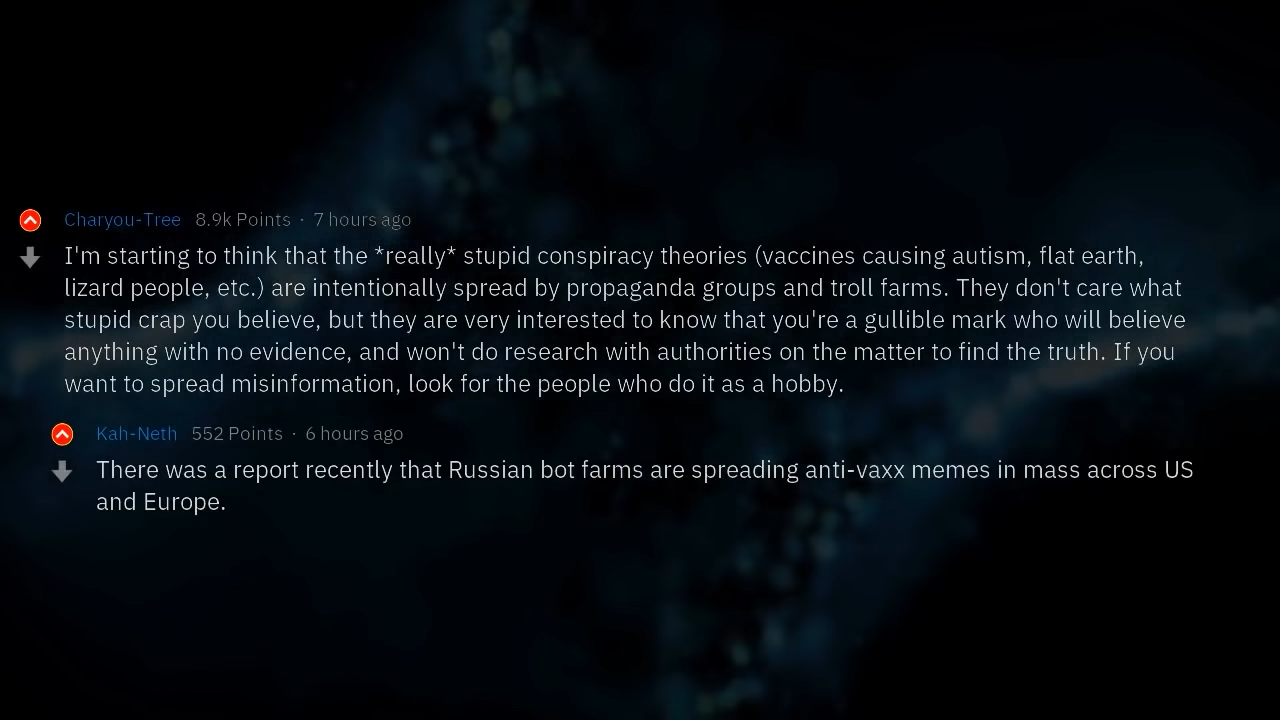 Charyou-Tree 8.9k Points · 7 hours ago
I'm starting to think that the *really* stupid conspiracy theories (vaccines causing autism, flat earth,
lizard people, etc.) are intentionally spread by propaganda groups and troll farms. They don't care what
stupid crap you believe, but they are very interested to know that you're a gullible mark who will believe
anything with no evidence, and won't do research with authorities on the matter to find the truth. If you
want to spread misinformation, look for the people who do it as a hobby.
Kah-Neth 552 Points · 6 hours ago
There was a report recently that Russian bot farms are spreading anti-vaxx memes in mass across US
and Europe.